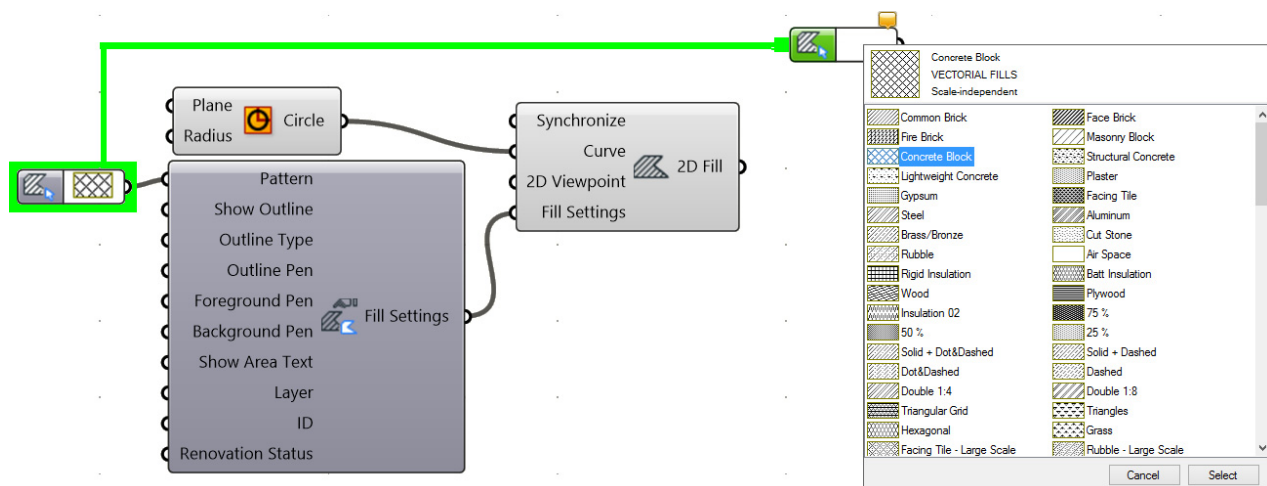 Plane
Radius
Circle
Synchronize
Curve
2D Viewpoint
Fill Settings
2D Fill
Pattern
Show Outline
Outline Type
Outline Pen
Foreground Pen
Background Pen
Show Area Text
Layer
ID
Renovation Status
Fill Settings
Concrete Block
VECTORIAL FILLS
Scale-independent
Common Brick
Face Brick
Fire Brick
Masonry Block
Concrete Block
Structural Concrete
Lightweight Concrete
Plaster
Gypsum
Facing Tile
Steel
Aluminum
Brass/Bronze
Cut Stone
Rubble
Air Space
Rigid Insulation
Batt Insulation
Wood
Plywood
Insulation 02
75 %
50 %
25 %
Solid + Dot&Dashed
Solid + Dashed
Dot&Dashed
Dashed
Double 1:4
Double 1:8
Triangular Grid
Triangles
Hexagonal
Grass
Facing Tile - Large Scale
Rubble - Large Scale
Cancel
Select